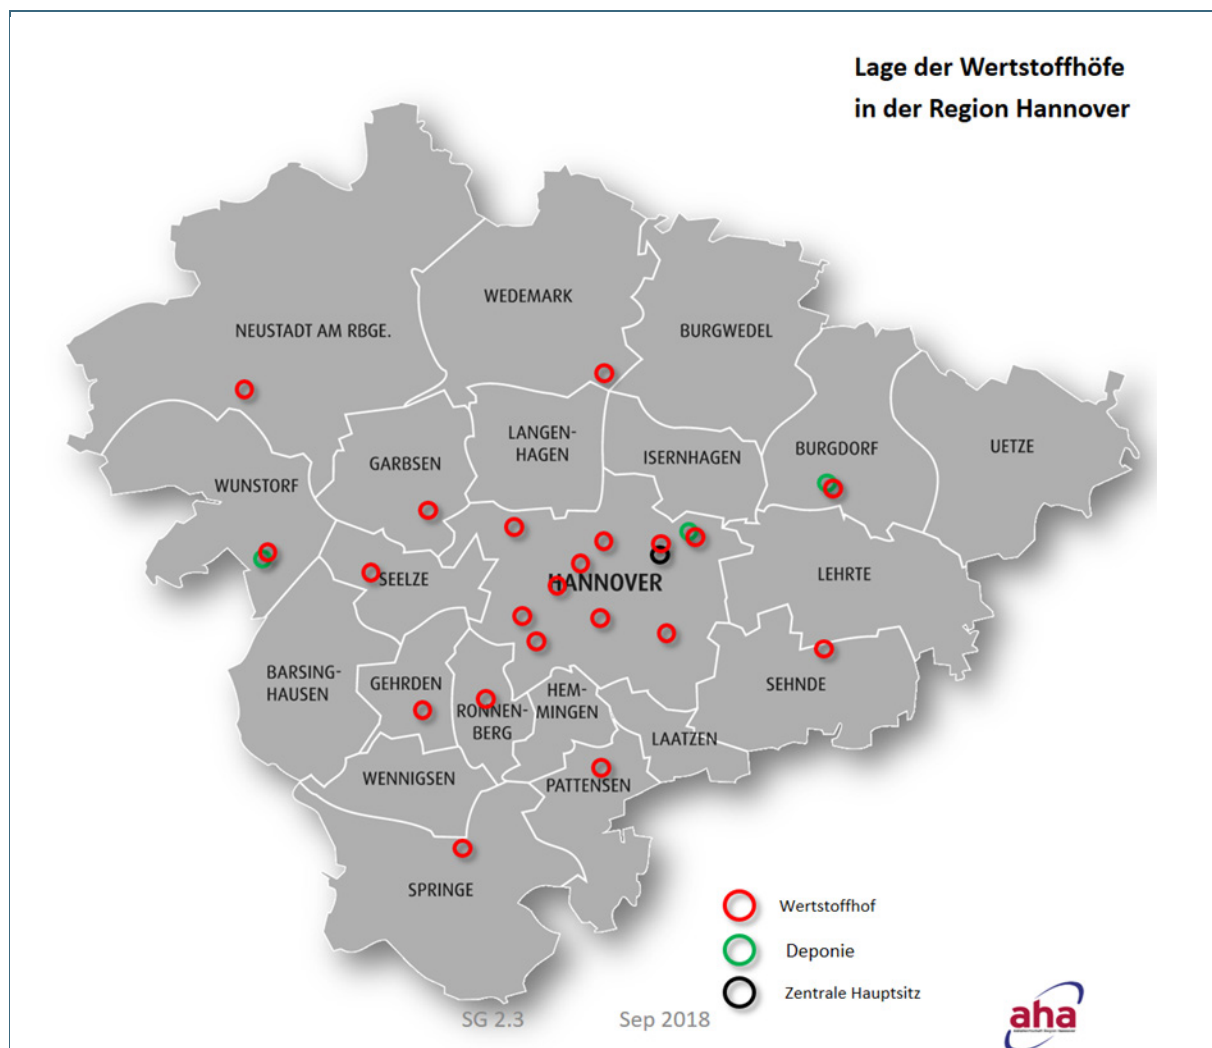 Lage der Wertstoffhöfe
in der Region Hannover
WEDEMARK
NEUSTADT AM RBGE.
BURGWEDEL
LANGEN-
HAGEN
GARBSEN
ISERNHAGEN
BURGDORF
UETZE
WUNSTORF
SEELZE
HANNOVER
LEHRTE
BARSING-
HAUSEN
GEHRDEN
RONNEN-
BERG
HEM-
MINGEN
LAATZEN
SEHNDE
WENNIGSEN
PATTENSEN
SPRINGE
Wertstoffhof
Deponie
Zentrale Hauptsitz
SG 2.3
Sep 2018
aha